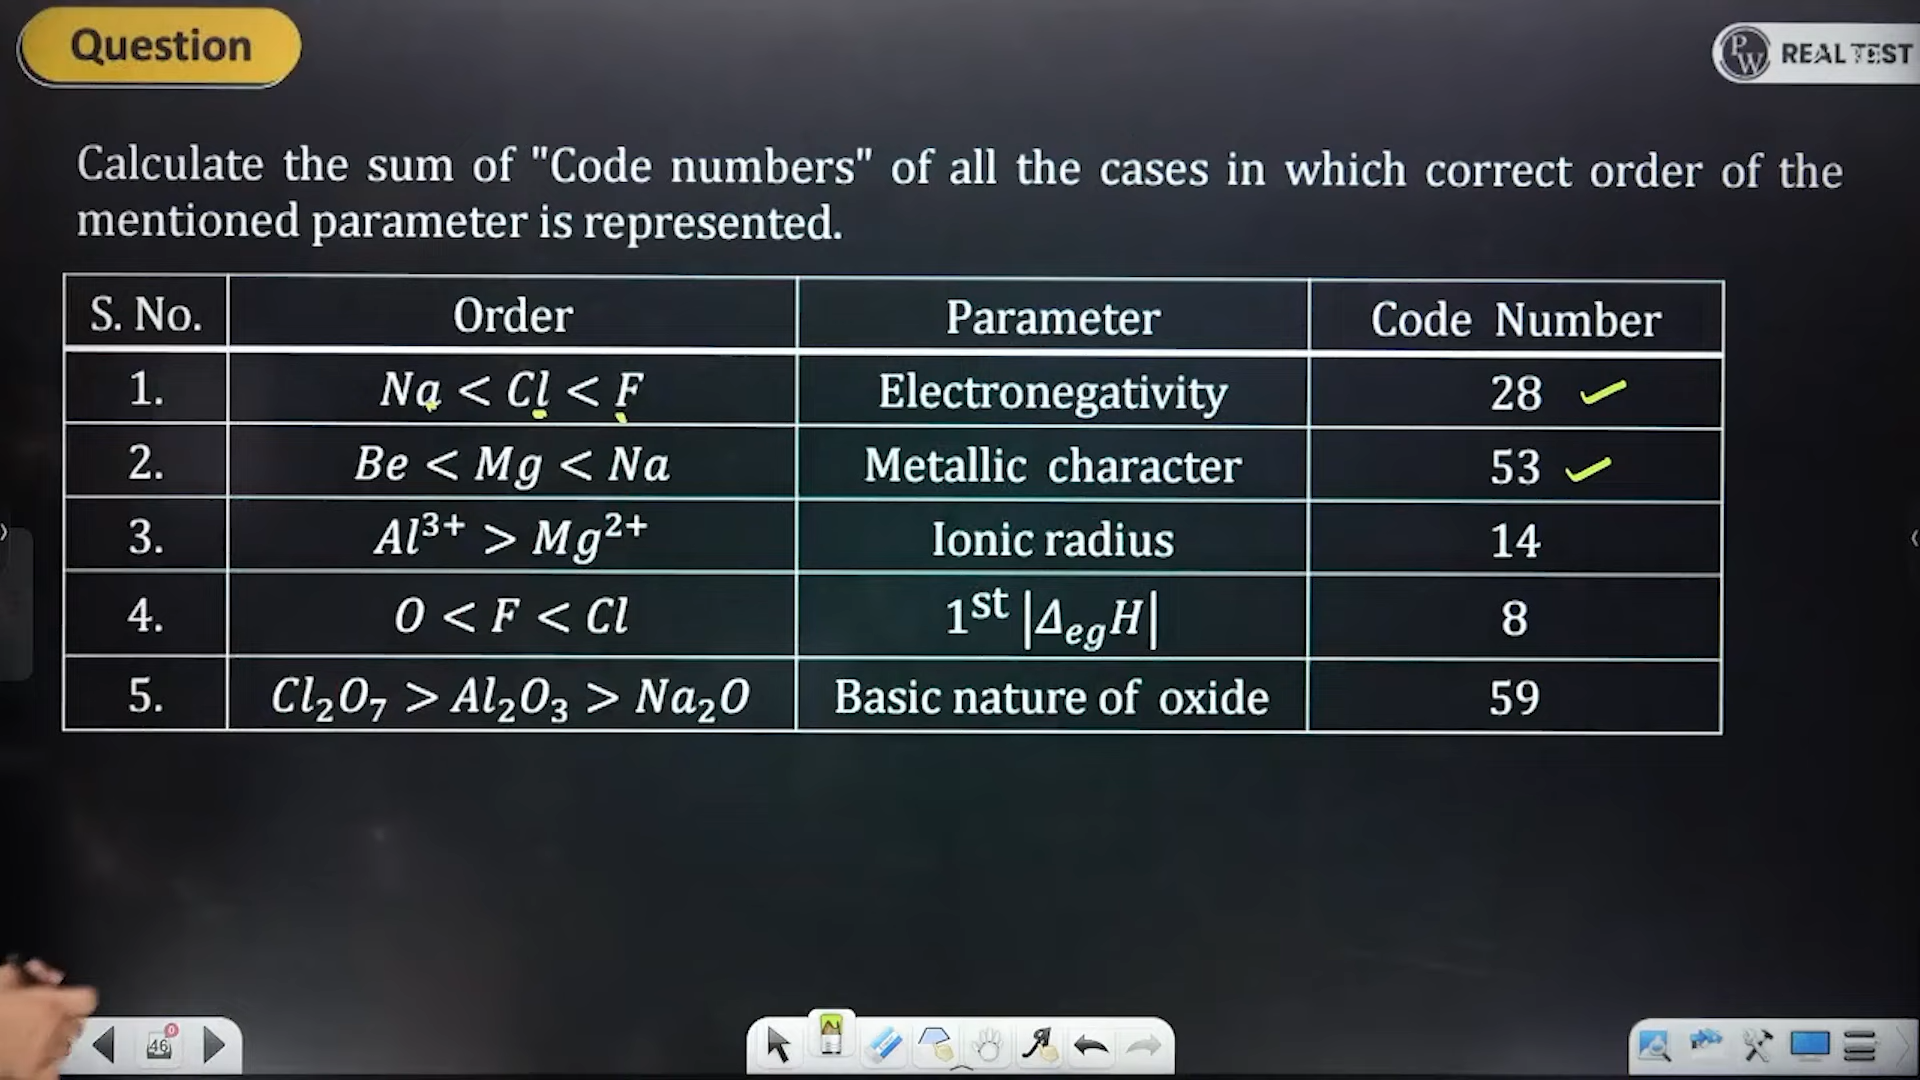 Question
PW REAL TEST
Calculate the sum of "Code numbers" of all the cases in which correct order of the
mentioned parameter is represented.
S. No. Order Parameter Code Number
1. Na < Cl < F Electronegativity 28
2. Be < Mg < Na Metallic character 53
3. Al³⁺ > Mg²⁺ Ionic radius 14
4. O < F < Cl 1st |Δ_egH| 8
5. Cl₂O₇ > Al₂O₃ > Na₂O Basic nature of oxide 59
46 0